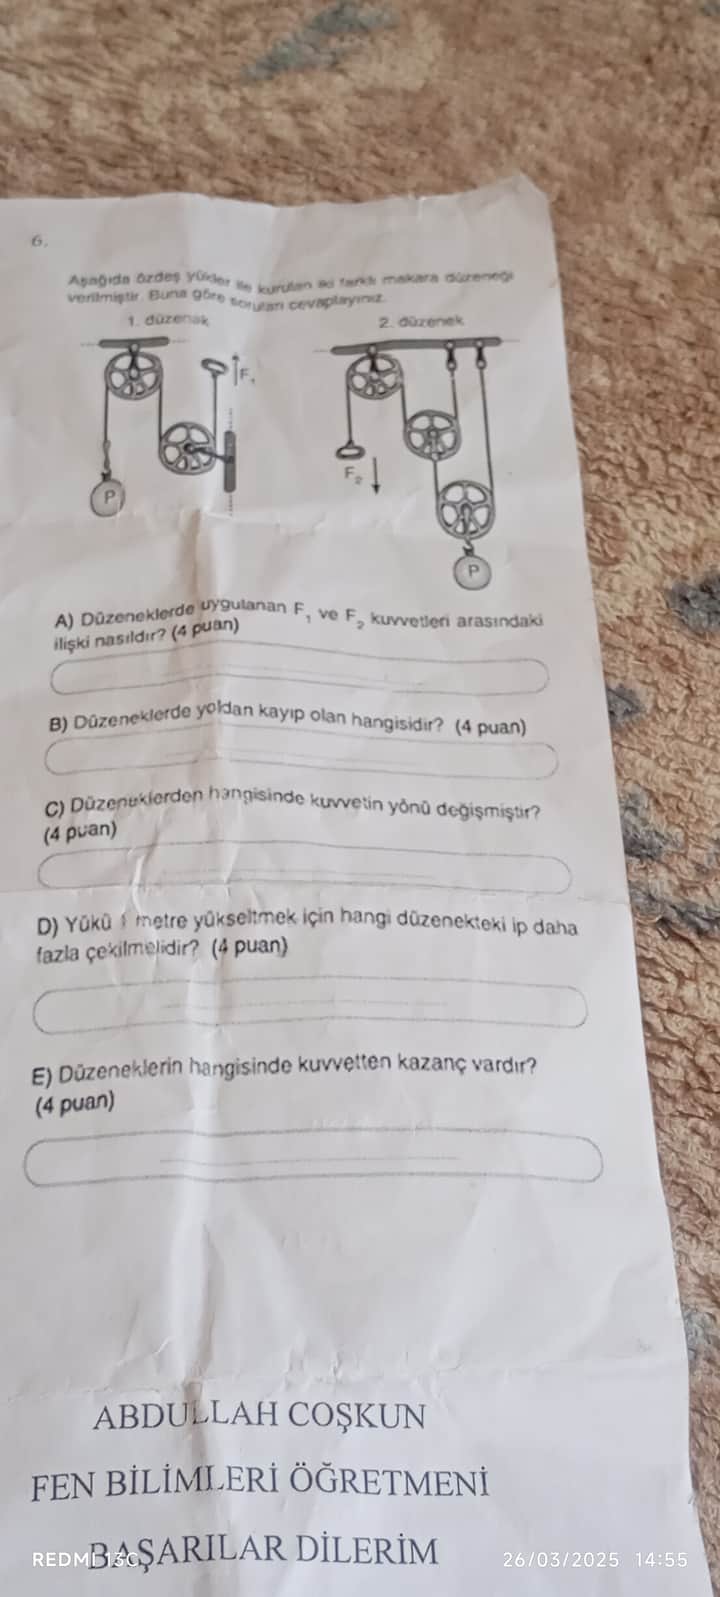 6.
Aşağıda özdeş yükler ile kurulan iki farklı makara düzeneği
verilmiştir. Buna göre soruları cevaplayınız.
1. düzenek
2. düzenek
F₁
P
F₂
P
A) Düzeneklerde uygulanan F₁ ve F₂ kuvvetleri arasındaki
ilişki nasıldır? (4 puan)
B) Düzeneklerde yoldan kayıp olan hangisidir? (4 puan)
C) Düzeneklerden hangisinde kuvvetin yönü değişmiştir?
(4 puan)
D) Yükü 1 metre yükseltmek için hangi düzenekteki ip daha
fazla çekilmelidir? (4 puan)
E) Düzeneklerin hangisinde kuvvetten kazanç vardır?
(4 puan)
ABDULLAH COŞKUN
FEN BİLİMLERİ ÖĞRETMENİ
BAŞARILAR DİLERİM
REDMI 13C
26/03/2025 14:55